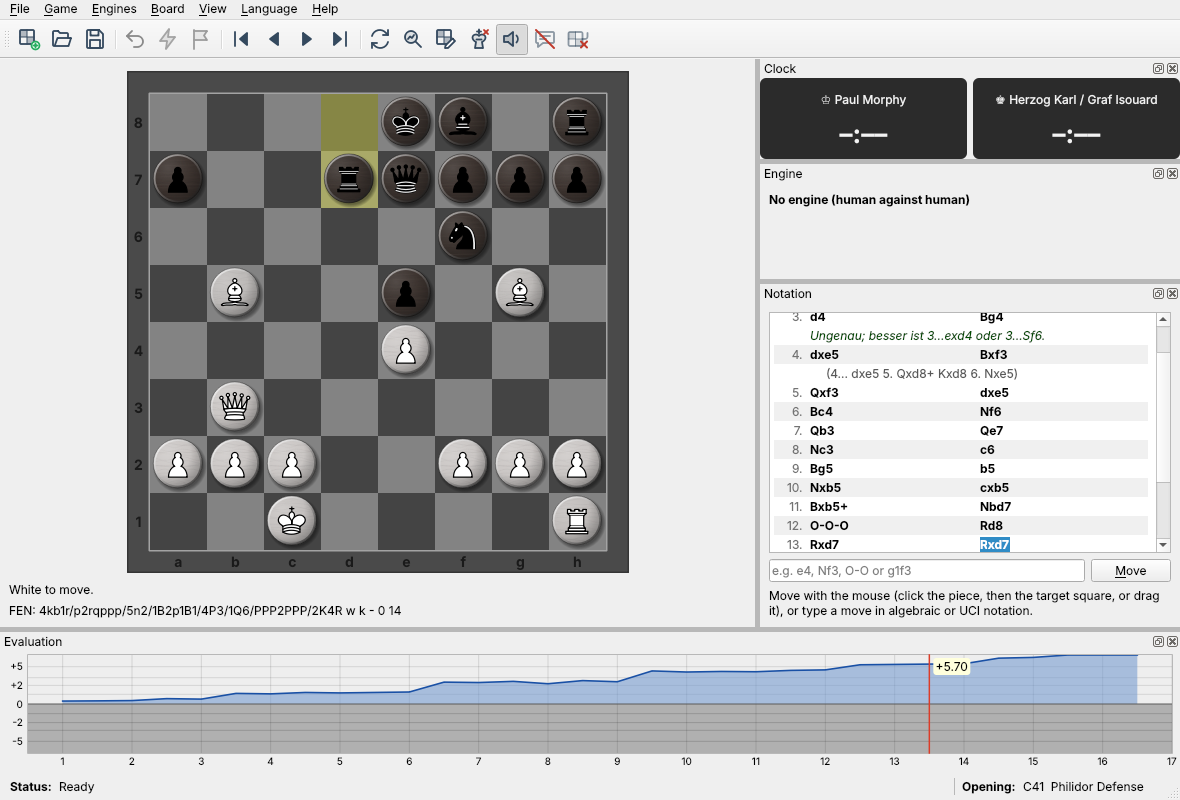 File Game Engines Board View Language Help
Clock
♔ Paul Morphy
♚ Herzog Karl / Graf Isouard
–:––
–:––
Engine
No engine (human against human)
Notation
3. d4 Bg4
Ungenau; besser ist 3...exd4 oder 3...Sf6.
4. dxe5 Bxf3
(4... dxe5 5. Qxd8+ Kxd8 6. Nxe5)
5. Qxf3 dxe5
6. Bc4 Nf6
7. Qb3 Qe7
8. Nc3 c6
9. Bg5 b5
10. Nxb5 cxb5
11. Bxb5+ Nbd7
12. O-O-O Rd8
13. Rxd7 Rxd7
e.g. e4, Nf3, O-O or g1f3
Move
Move with the mouse (click the piece, then the target square, or drag
it), or type a move in algebraic or UCI notation.
8
7
6
5
4
3
2
1
a b c d e f g h
White to move.
FEN: 4kb1r/p2rqppp/5n2/1B2p1B1/4P3/1Q6/PPP2PPP/2K4R w k - 0 14
Evaluation
+5
+2
0
-2
-5
+5.70
1 2 3 4 5 6 7 8 9 10 11 12 13 14 15 16 17
Status: Ready
Opening: C41 Philidor Defense